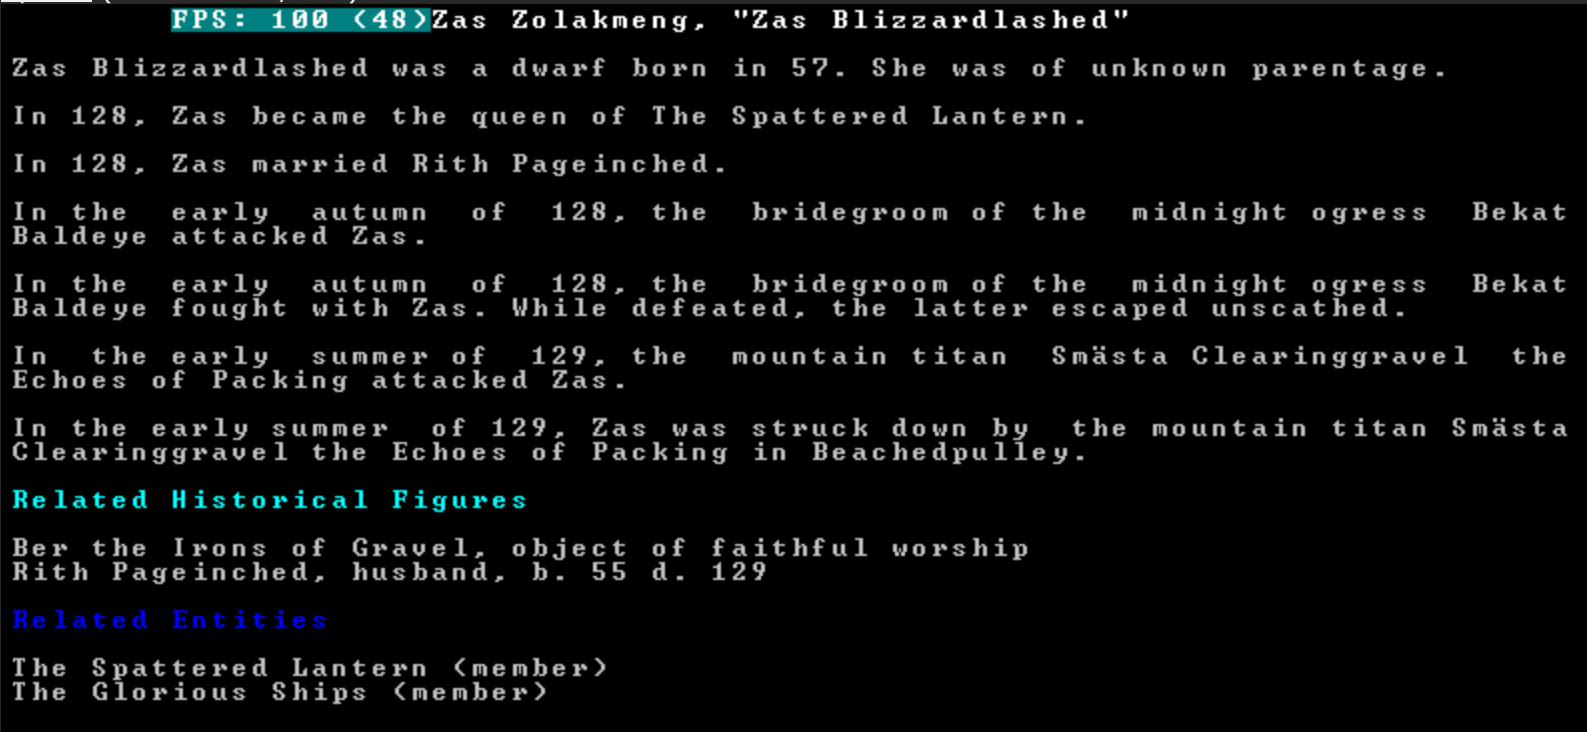 FPS: 100 (48)Zas Zolakmeng, "Zas Blizzardlashed"
Zas Blizzardlashed was a dwarf born in 57. She was of unknown parentage.
In 128, Zas became the queen of The Spattered Lantern.
In 128, Zas married Rith Pageinched.
In the early autumn of 128, the bridegroom of the midnight ogress Bekat
Baldeye attacked Zas.
In the early autumn of 128, the bridegroom of the midnight ogress Bekat
Baldeye fought with Zas. While defeated, the latter escaped unscathed.
In the early summer of 129, the mountain titan Smästa Clearinggravel the
Echoes of Packing attacked Zas.
In the early summer of 129, Zas was struck down by the mountain titan Smästa
Clearinggravel the Echoes of Packing in Beachedpulley.
Related Historical Figures
Ber the Irons of Gravel, object of faithful worship
Rith Pageinched, husband, b. 55 d. 129
Related Entities
The Spattered Lantern (member)
The Glorious Ships (member)